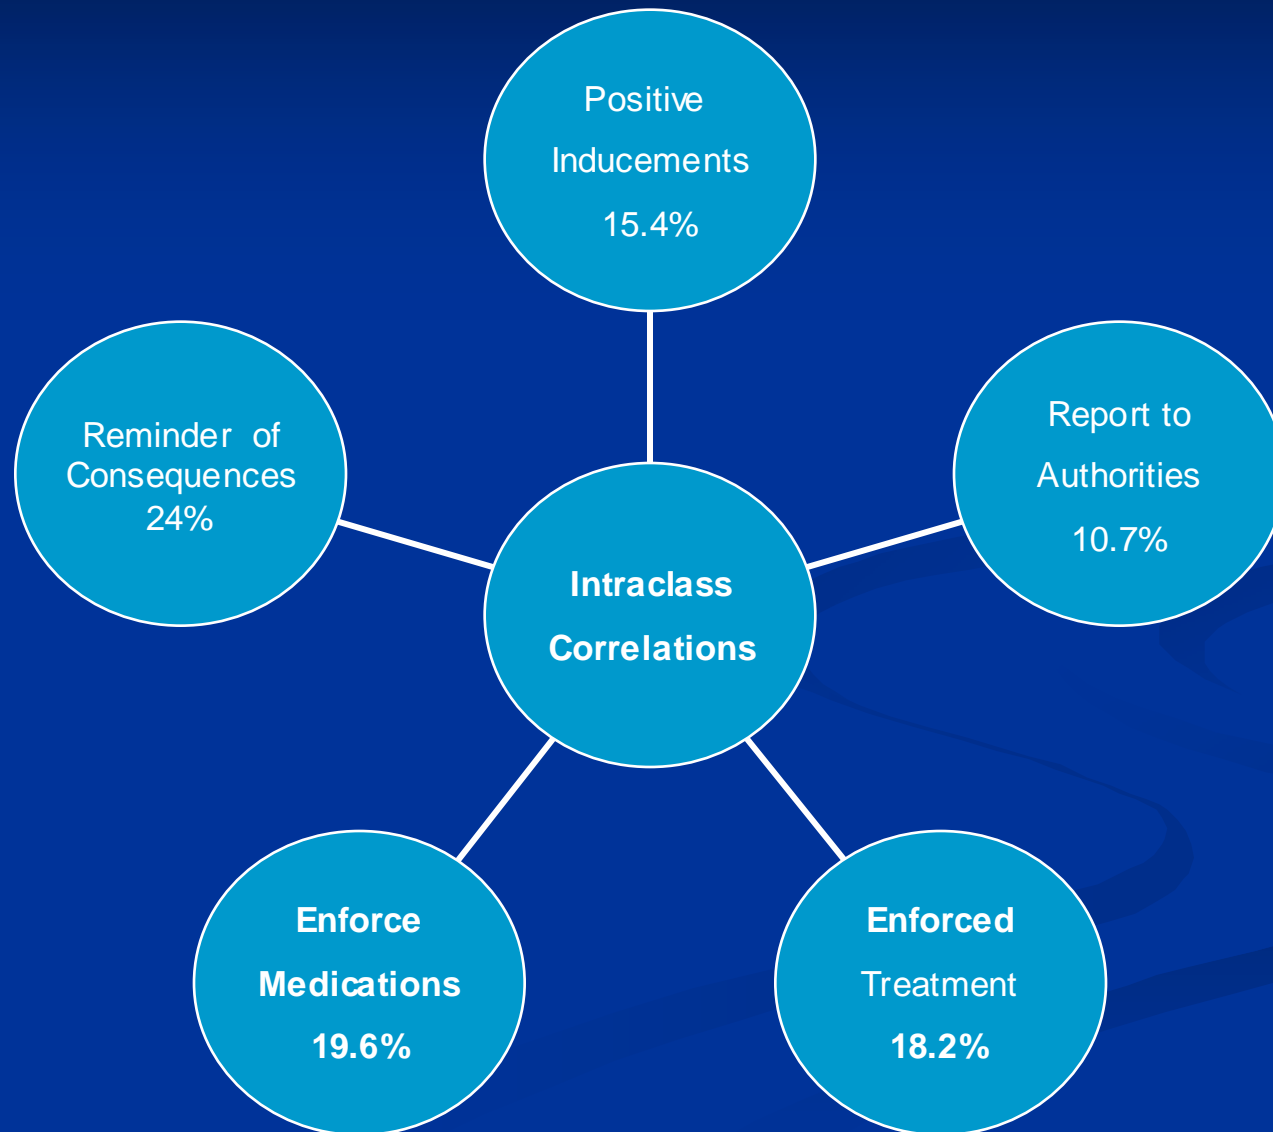 Positive
Inducements
15.4%
Reminder of
Consequences
24%
Report to
Authorities
10.7%
Intraclass
Correlations
Enforce
Medications
19.6%
Enforced
Treatment
18.2%